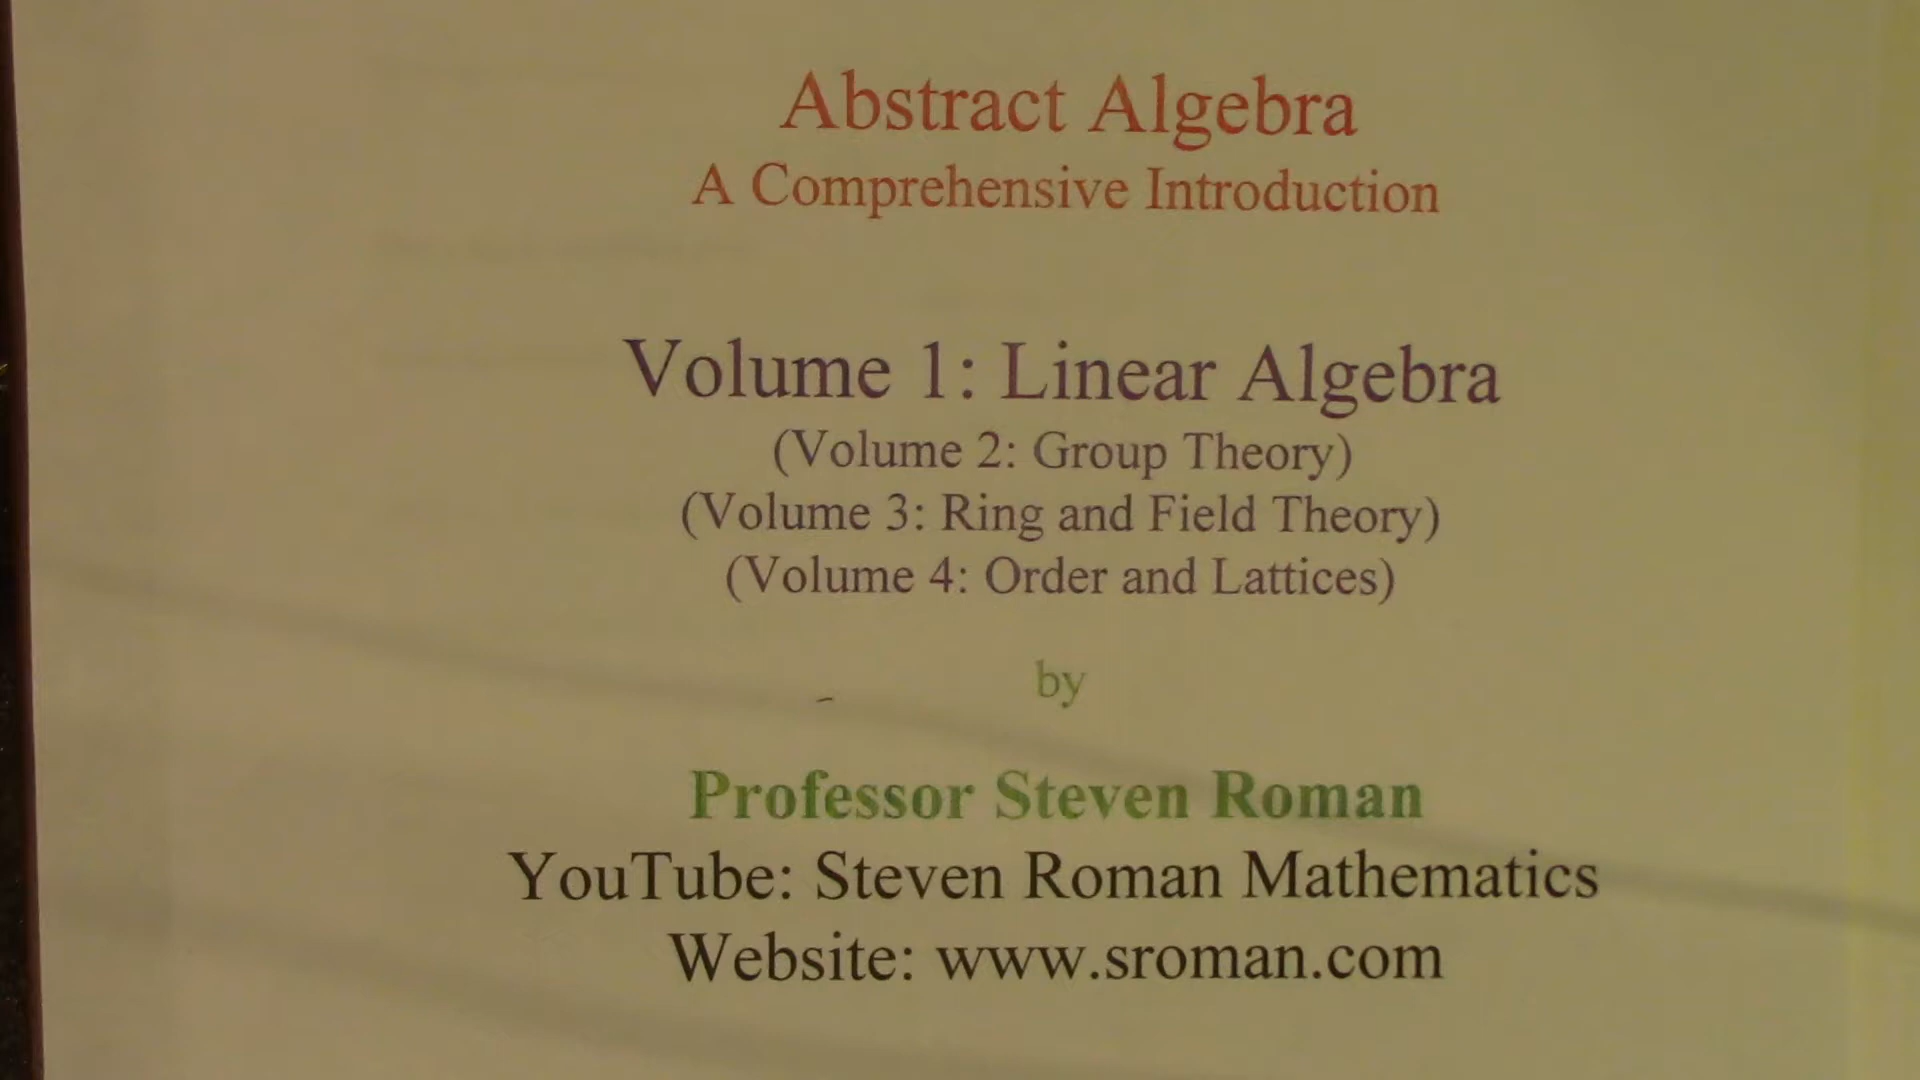 Abstract Algebra
A Comprehensive Introduction
Volume 1: Linear Algebra
(Volume 2: Group Theory)
(Volume 3: Ring and Field Theory)
(Volume 4: Order and Lattices)
by
Professor Steven Roman
YouTube: Steven Roman Mathematics
Website: www.sroman.com